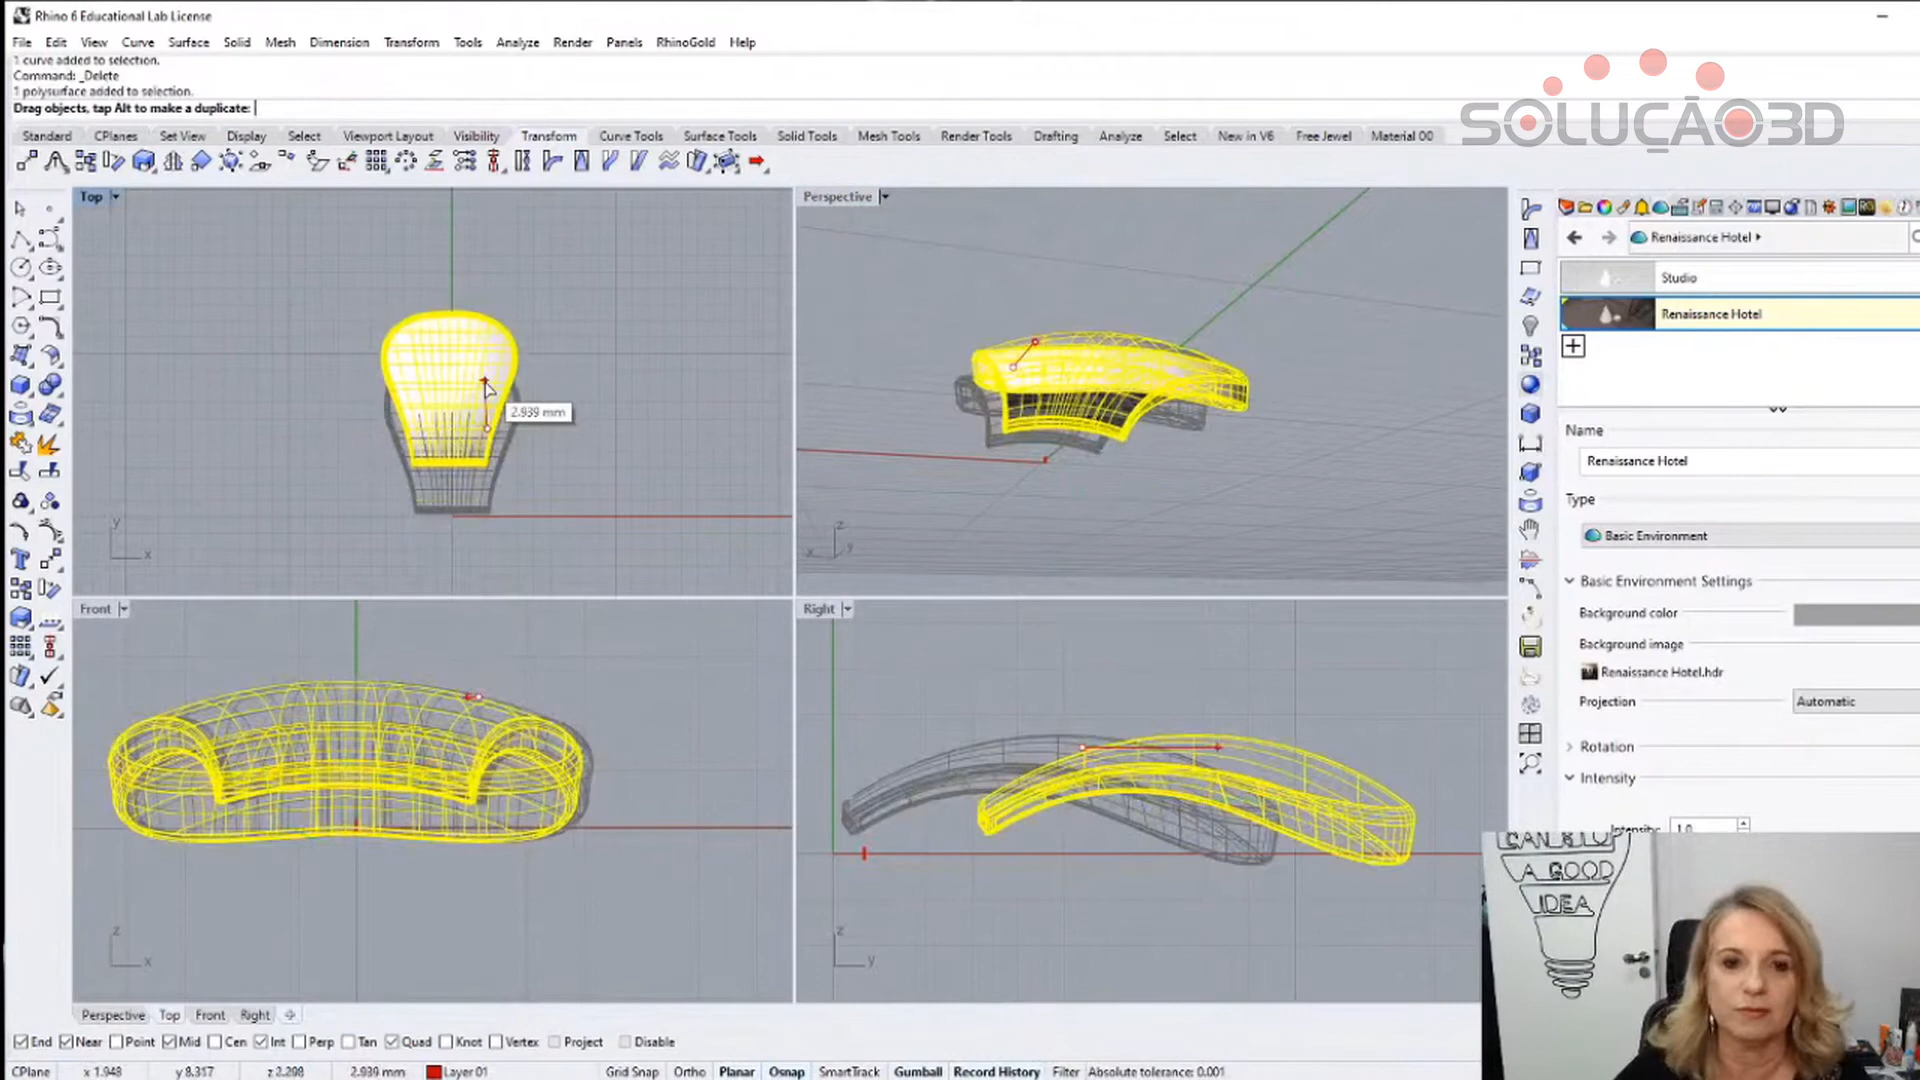 Rhino 6 Educational Lab License
File Edit View Curve Surface Solid Mesh Dimension Transform Tools Analyze Render Panels RhinoGold Help
1 curve added to selection.
Command: _Delete
1 polysurface added to selection.
Drag objects, tap Alt to make a duplicate:
SOLUÇÃO3D
Standard CPlanes Set View Display Select Viewport Layout Visibility Transform Curve Tools Surface Tools Solid Tools Mesh Tools Render Tools Drafting Analyze Select New in V6 Free Jewel Material 00
Top
Perspective
Renaissance Hotel
Studio
Renaissance Hotel
2.939 mm
Name
Renaissance Hotel
Type
Basic Environment
Basic Environment Settings
Background color
Background image
Renaissance Hotel.hdr
Projection Automatic
Rotation
Intensity
Intensity: 1.0
y
x
z
x y
Front
Right
z
x
z
y
A GOOD
IDEA
Perspective Top Front Right
End Near Point Mid Cen Int Perp Tan Quad Knot Vertex Project Disable
CPlane x 1.948 y 8.317 z 2.298 2.939 mm Layer 01 Grid Snap Ortho Planar Osnap SmartTrack Gumball Record History Filter Absolute tolerance: 0.001